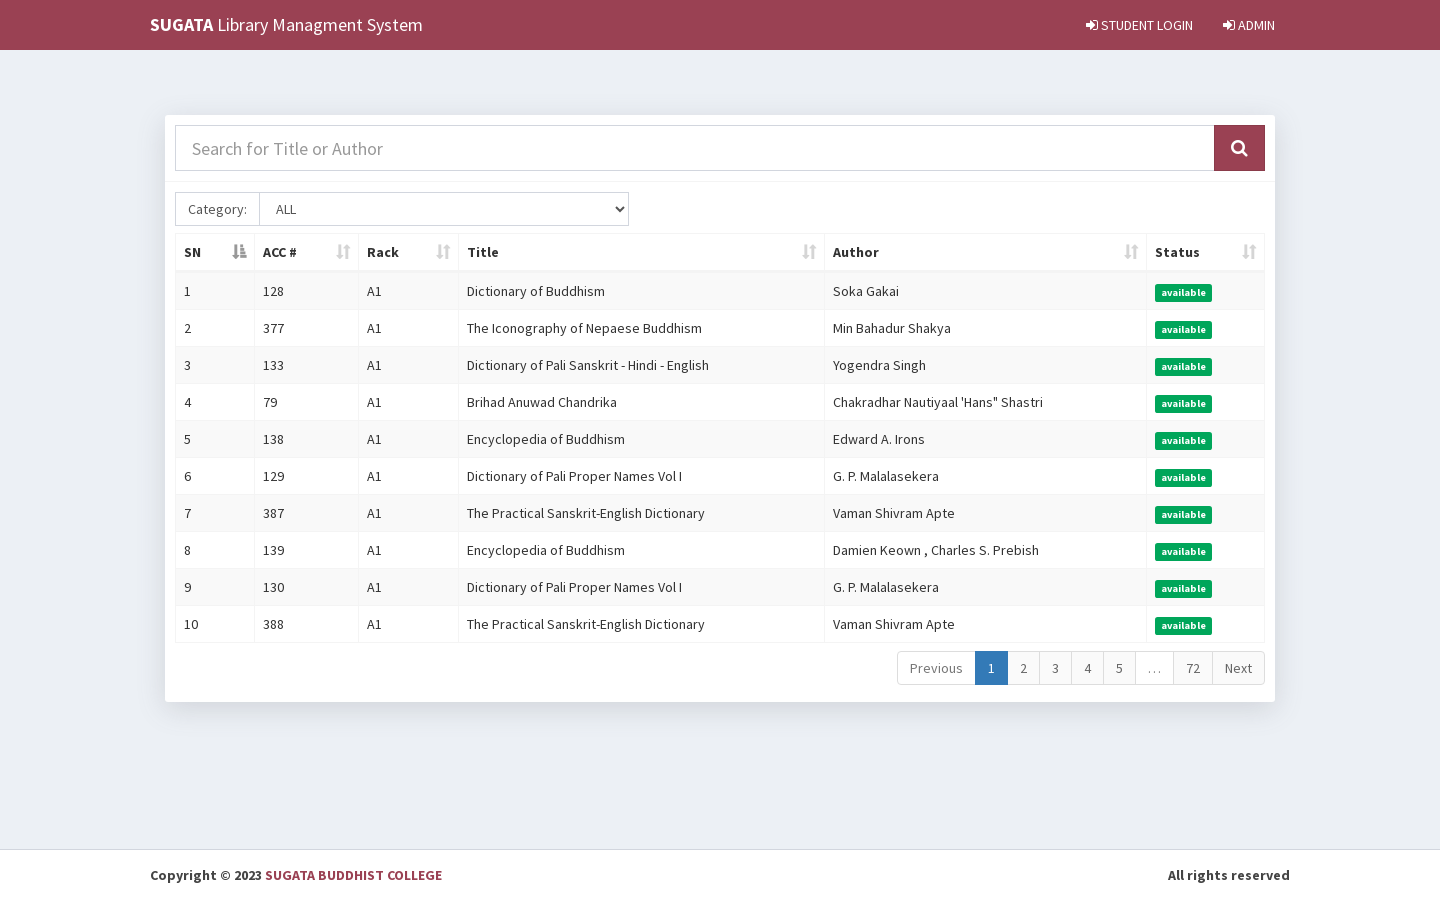 SUGATA Library Managment System STUDENT LOGIN ADMIN
Search for Title or Author
Category: ALL
SN ACC # Rack Title Author Status
1 128 A1 Dictionary of Buddhism Soka Gakai available
2 377 A1 The Iconography of Nepaese Buddhism Min Bahadur Shakya available
3 133 A1 Dictionary of Pali Sanskrit - Hindi - English Yogendra Singh available
4 79 A1 Brihad Anuwad Chandrika Chakradhar Nautiyaal 'Hans" Shastri available
5 138 A1 Encyclopedia of Buddhism Edward A. Irons available
6 129 A1 Dictionary of Pali Proper Names Vol I G. P. Malalasekera available
7 387 A1 The Practical Sanskrit-English Dictionary Vaman Shivram Apte available
8 139 A1 Encyclopedia of Buddhism Damien Keown , Charles S. Prebish available
9 130 A1 Dictionary of Pali Proper Names Vol I G. P. Malalasekera available
10 388 A1 The Practical Sanskrit-English Dictionary Vaman Shivram Apte available
Previous 1 2 3 4 5 … 72 Next
Copyright © 2023 SUGATA BUDDHIST COLLEGE All rights reserved